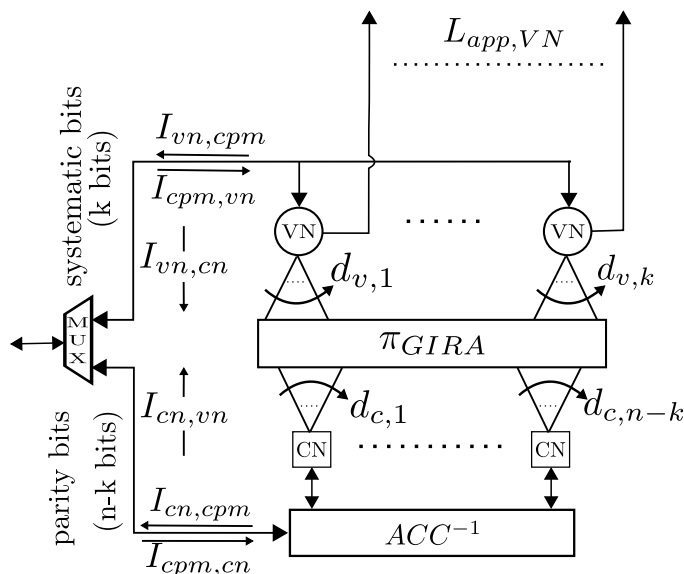 L_{app,VN}
I_{vn,cpm}
I_{cpm,vn}
systematic bits
(k bits)
VN
......
VN
I_{vn,cn}
d_{v,1}
d_{v,k}
MUX
π_{GIRA}
I_{cn,vn}
d_{c,1}
d_{c,n-k}
parity bits
(n-k bits)
CN
CN
I_{cn,cpm}
I_{cpm,cn}
ACC^{-1}